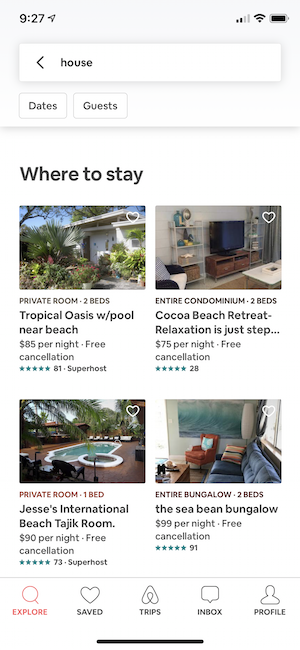 9:27
house
Dates
Guests
Where to stay
PRIVATE ROOM · 2 BEDS
Tropical Oasis w/pool
near beach
$85 per night · Free
cancellation
★★★★★ 81 · Superhost
ENTIRE CONDOMINIUM · 2 BEDS
Cocoa Beach Retreat-
Relaxation is just step...
$75 per night · Free
cancellation
★★★★★ 28
PRIVATE ROOM · 1 BED
Jesse's International
Beach Tajik Room.
$90 per night · Free
cancellation
★★★★★ 73 · Superhost
ENTIRE BUNGALOW · 2 BEDS
the sea bean bungalow
$99 per night · Free
cancellation
★★★★★ 91
EXPLORE
SAVED
TRIPS
INBOX
PROFILE